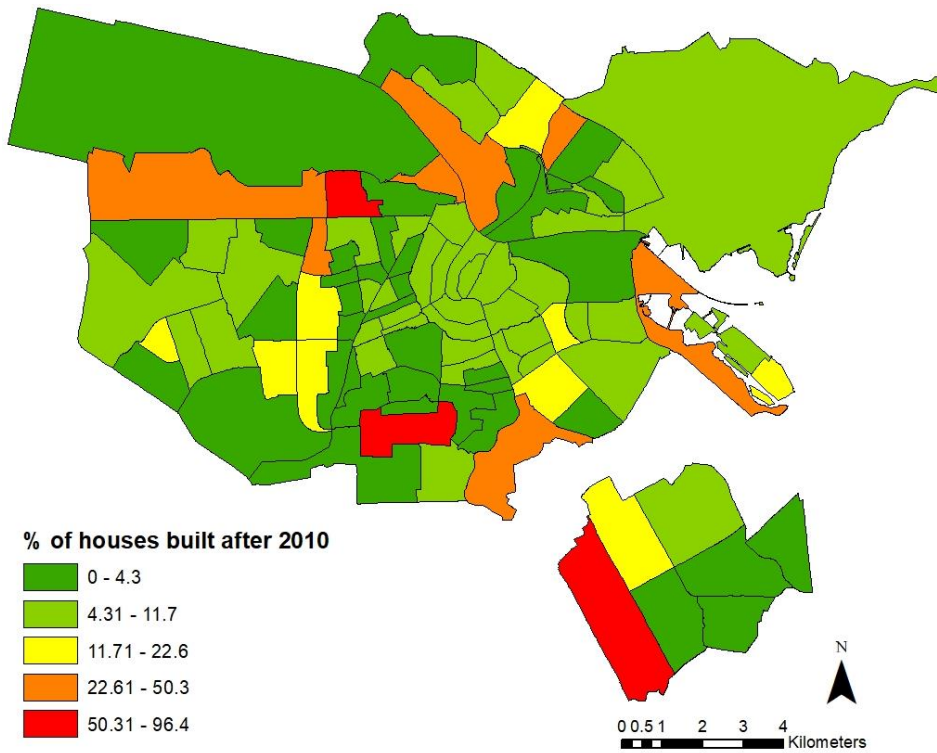 % of houses built after 2010
0 - 4.3
4.31 - 11.7
11.71 - 22.6
22.61 - 50.3
50.31 - 96.4
N
0 0.5 1 2 3 4
Kilometers